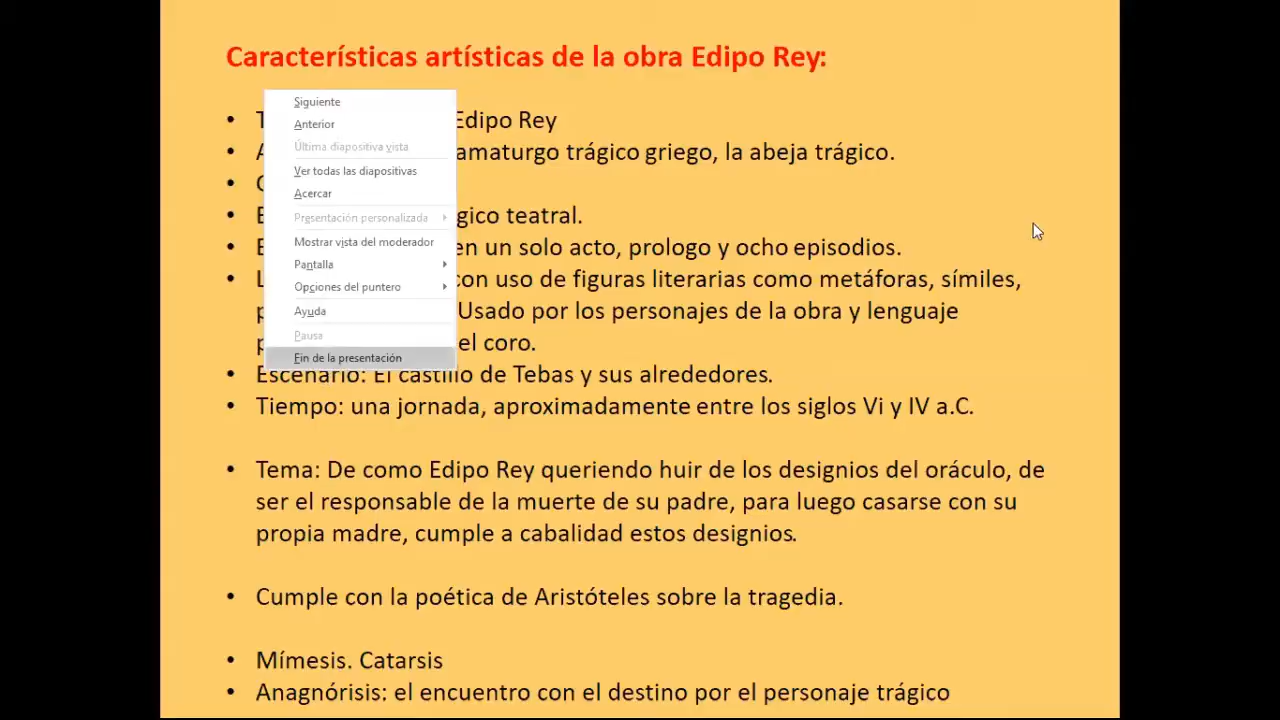 Características artísticas de la obra Edipo Rey:
• Edipo Rey
• trágico griego, la abeja trágico.
•
• teatral.
• en un solo acto, prologo y ocho episodios.
• con uso de figuras literarias como metáforas, símiles,
Usado por los personajes de la obra y lenguaje
el coro.
• Escenario: El castillo de Tebas y sus alrededores.
• Tiempo: una jornada, aproximadamente entre los siglos Vi y IV a.C.
• Tema: De como Edipo Rey queriendo huir de los designios del oráculo, de
ser el responsable de la muerte de su padre, para luego casarse con su
propia madre, cumple a cabalidad estos designios.
• Cumple con la poética de Aristóteles sobre la tragedia.
• Mímesis. Catarsis
• Anagnórisis: el encuentro con el destino por el personaje trágico
Siguiente
Anterior
Última diapositiva vista
Ver todas las diapositivas
Acercar
Presentación personalizada
Mostrar vista del moderador
Pantalla
Opciones del puntero
Ayuda
Pausa
Fin de la presentación